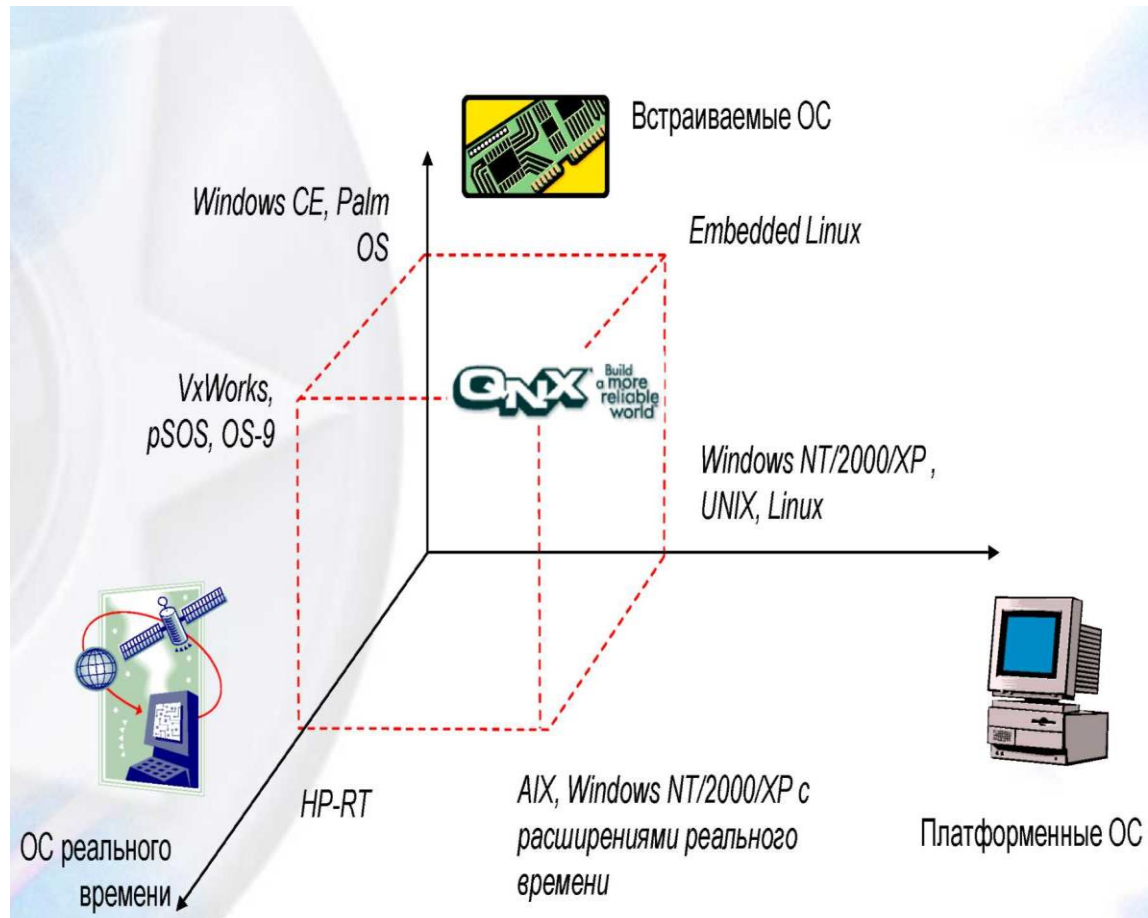 Встраиваемые ОС
Windows CE, Palm
OS
Embedded Linux
QNX
Build
a more
reliable
world
VxWorks,
pSOS, OS-9
Windows NT/2000/XP ,
UNIX, Linux
HP-RT
AIX, Windows NT/2000/XP с
расширениями реального
времени
ОС реального
времени
Платформенные ОС